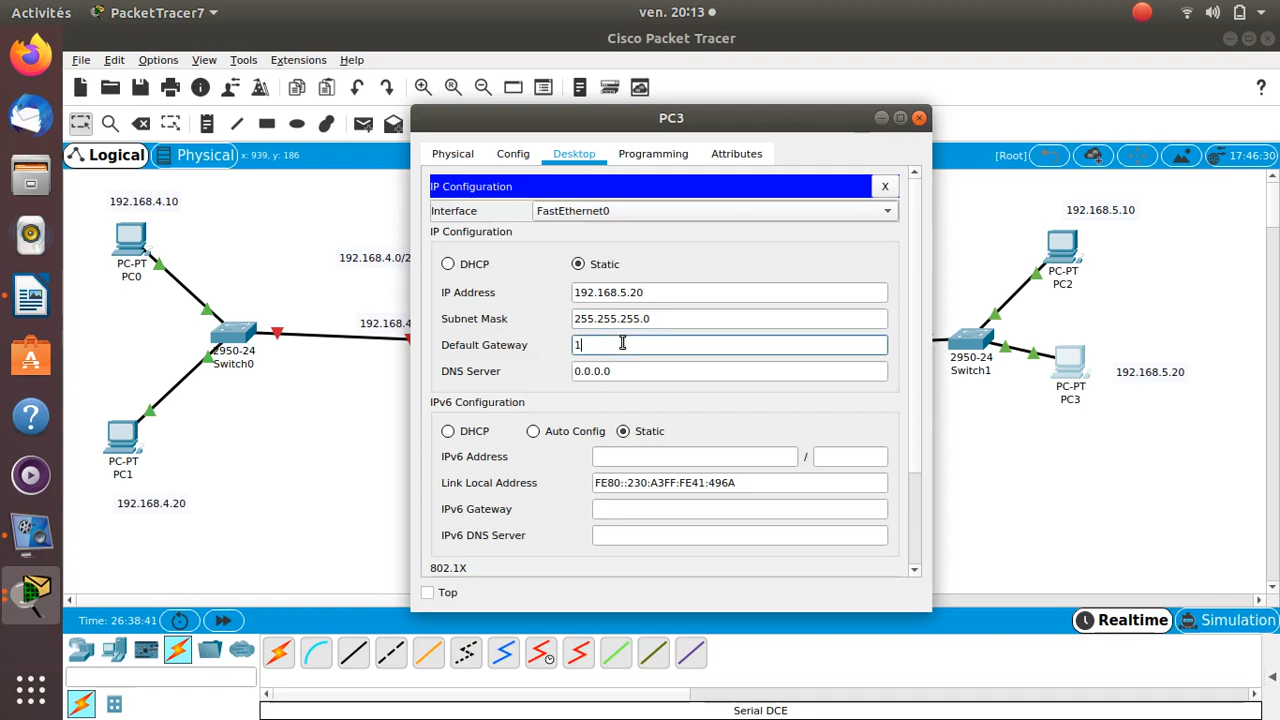 Activités
PacketTracer7
ven. 20:13
Cisco Packet Tracer
File Edit Options View Tools Extensions Help
?
PC3
Logical
Physical
x: 939, y: 186
[Root]
17:46:30
Physical Config Desktop Programming Attributes
IP Configuration
X
Interface
FastEthernet0
IP Configuration
DHCP
Static
IP Address
192.168.5.20
Subnet Mask
255.255.255.0
Default Gateway
1
DNS Server
0.0.0.0
IPv6 Configuration
DHCP
Auto Config
Static
IPv6 Address
/
Link Local Address
FE80::230:A3FF:FE41:496A
IPv6 Gateway
IPv6 DNS Server
802.1X
Top
192.168.4.10
PC-PT
PC0
192.168.4.0/2
192.168.4
2950-24
Switch0
PC-PT
PC1
192.168.4.20
192.168.5.10
PC-PT
PC2
2950-24
Switch1
PC-PT
PC3
192.168.5.20
Time: 26:38:41
Realtime
Simulation
Serial DCE